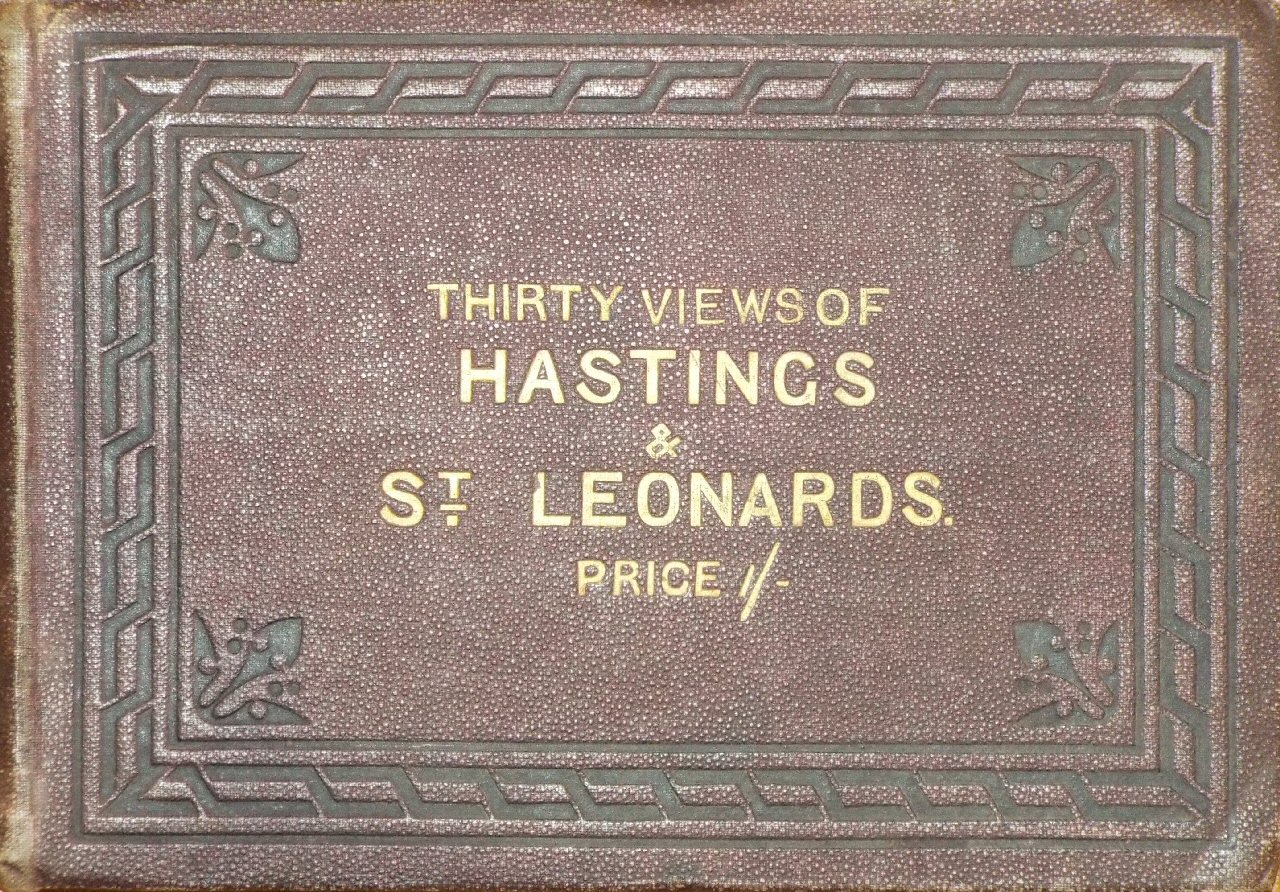 THIRTY VIEWS OF
HASTINGS
&
ST. LEONARDS.
PRICE 1/-